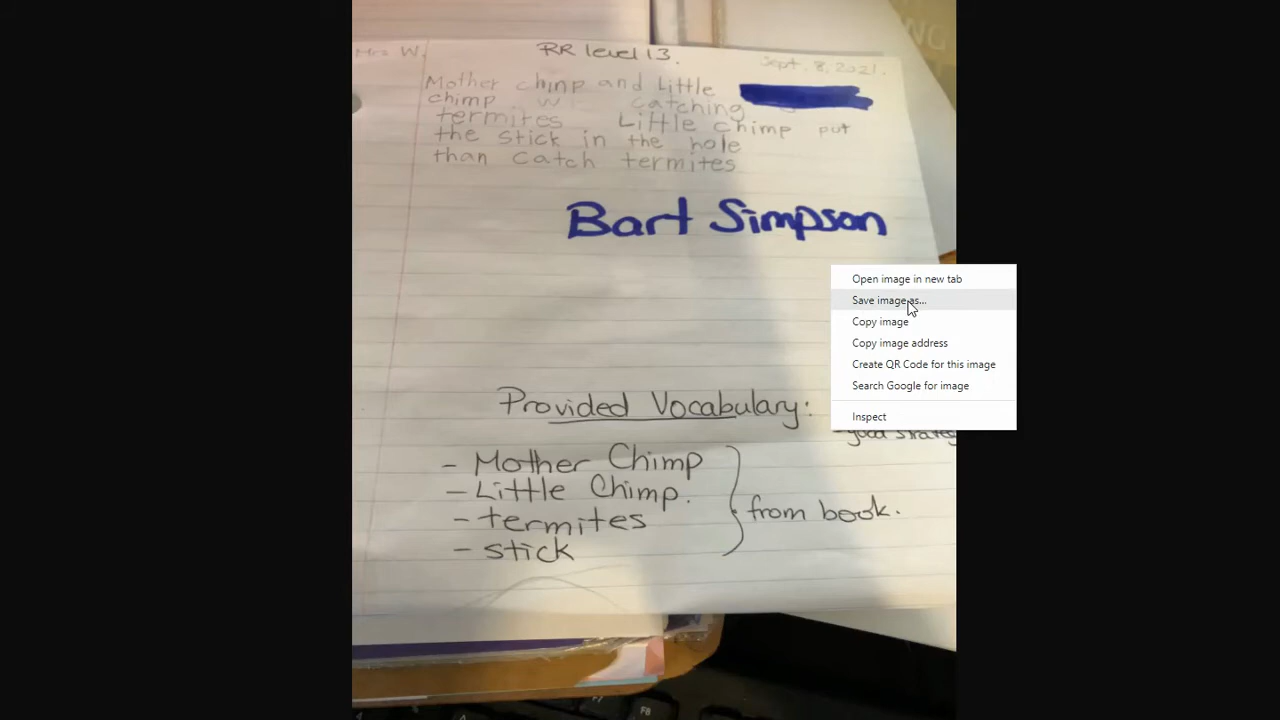 Mrs W.
RR level 13.
Sept. 8, 2021.
Mother chimp and Little
chimp w catching
termites Little chimp put
the stick in the hole
than catch termites
Bart Simpson
Open image in new tab
Save image as...
Copy image
Copy image address
Create QR Code for this image
Search Google for image
Inspect
Provided Vocabulary:
good
- Mother Chimp
- Little Chimp.
- termites
- stick
from book.
F8